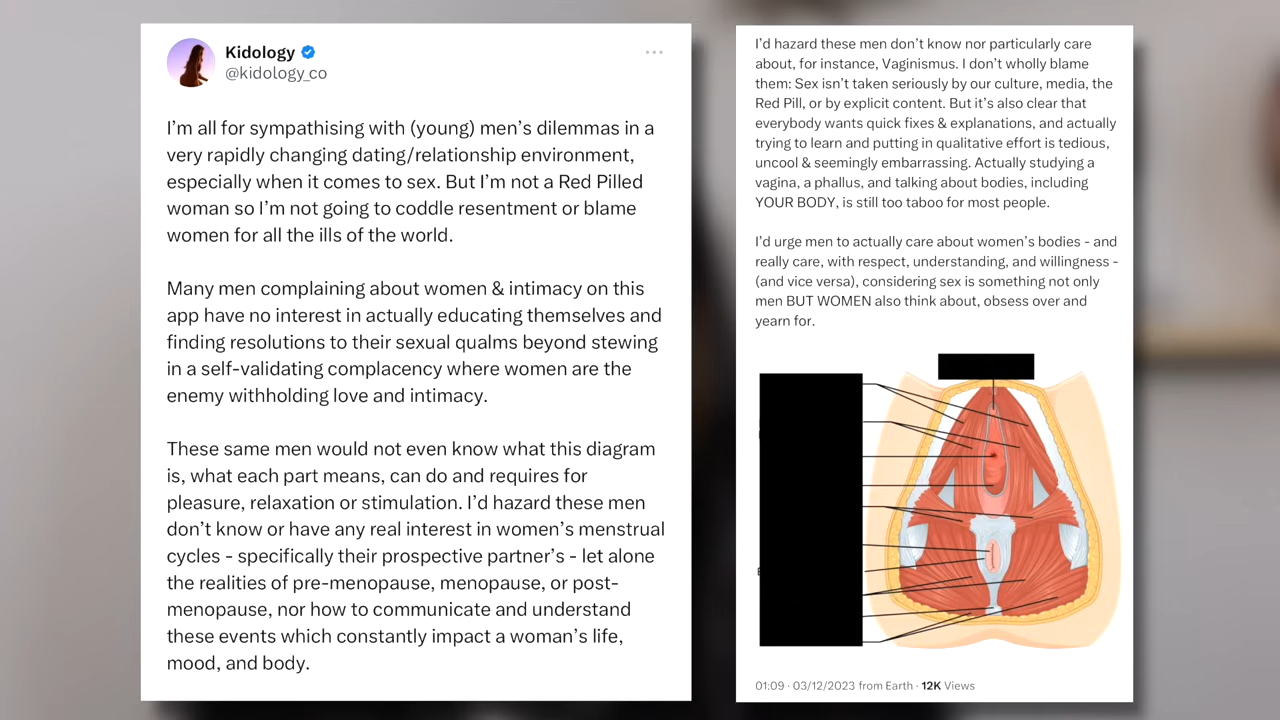 Kidology
@kidology_co
I'm all for sympathising with (young) men's dilemmas in a
very rapidly changing dating/relationship environment,
especially when it comes to sex. But I'm not a Red Pilled
woman so I'm not going to coddle resentment or blame
women for all the ills of the world.
Many men complaining about women & intimacy on this
app have no interest in actually educating themselves and
finding resolutions to their sexual qualms beyond stewing
in a self-validating complacency where women are the
enemy withholding love and intimacy.
These same men would not even know what this diagram
is, what each part means, can do and requires for
pleasure, relaxation or stimulation. I'd hazard these men
don't know or have any real interest in women's menstrual
cycles - specifically their prospective partner's - let alone
the realities of pre-menopause, menopause, or post-
menopause, nor how to communicate and understand
these events which constantly impact a woman's life,
mood, and body.
I'd hazard these men don't know nor particularly care
about, for instance, Vaginismus. I don't wholly blame
them: Sex isn't taken seriously by our culture, media, the
Red Pill, or by explicit content. But it's also clear that
everybody wants quick fixes & explanations, and actually
trying to learn and putting in qualitative effort is tedious,
uncool & seemingly embarrassing. Actually studying a
vagina, a phallus, and talking about bodies, including
YOUR BODY, is still too taboo for most people.
I'd urge men to actually care about women's bodies - and
really care, with respect, understanding, and willingness -
(and vice versa), considering sex is something not only
men BUT WOMEN also think about, obsess over and
yearn for.
01:09 · 03/12/2023 from Earth · 12K Views